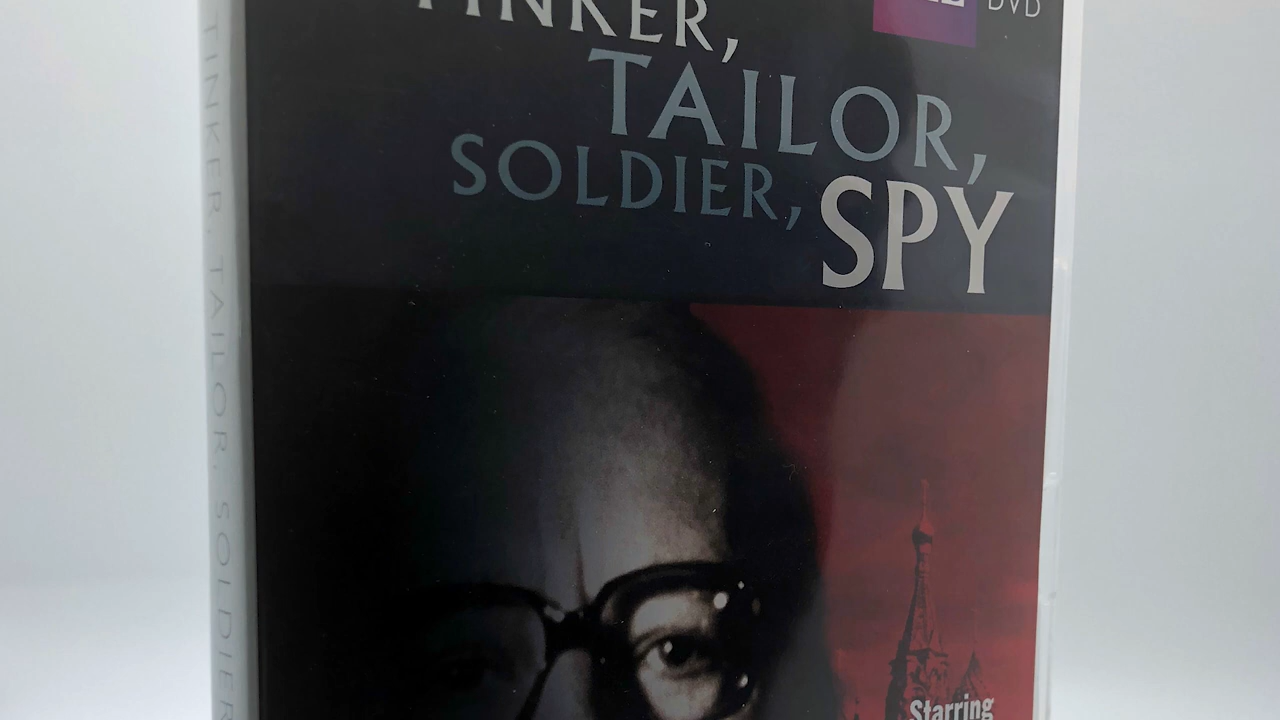 TINKER,
DVD
TAILOR,
SOLDIER, SPY
Starring
TINKER, TAILOR, SOLDIER